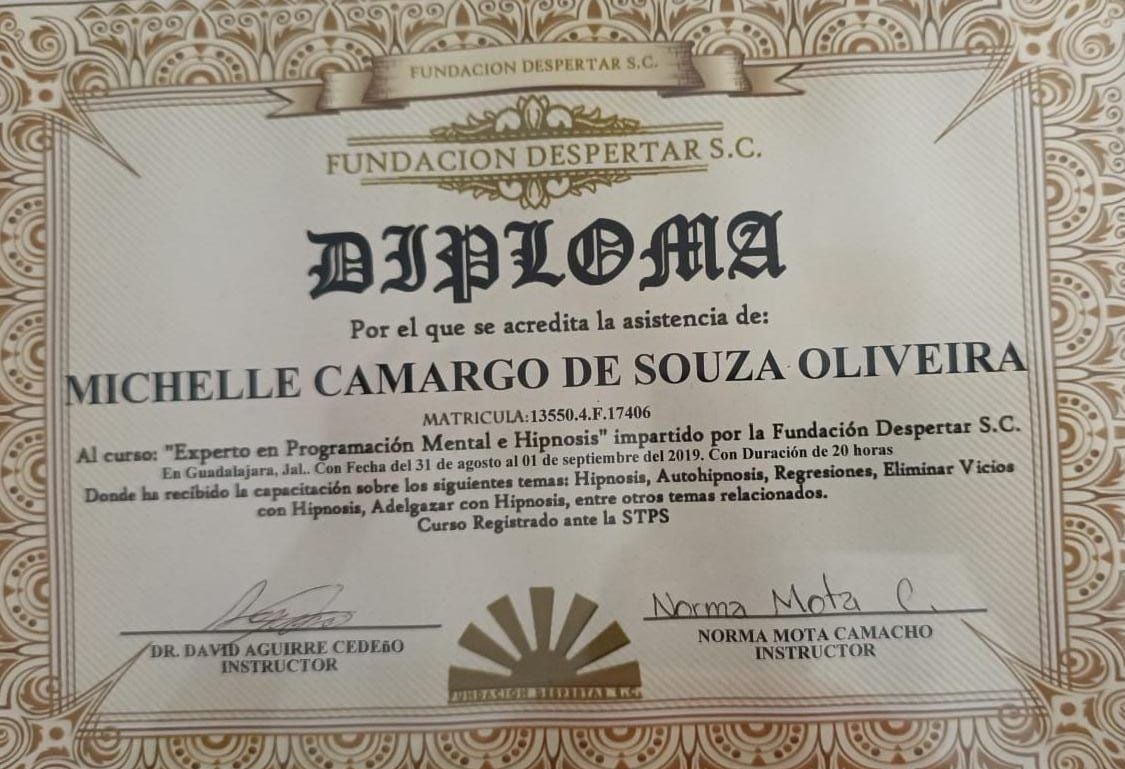 FUNDACION DESPERTAR S.C.
FUNDACION DESPERTAR S.C.
DIPLOMA
Por el que se acredita la asistencia de:
MICHELLE CAMARGO DE SOUZA OLIVEIRA
MATRICULA:13550.4.F.17406
Al curso: "Experto en Programación Mental e Hipnosis" impartido por la Fundación Despertar S.C.
En Guadalajara, Jal.. Con Fecha del 31 de agosto al 01 de septiembre del 2019. Con Duración de 20 horas
Donde ha recibido la capacitación sobre los siguientes temas: Hipnosis, Autohipnosis, Regresiones, Eliminar Vicios
con Hipnosis, Adelgazar con Hipnosis, entre otros temas relacionados.
Curso Registrado ante la STPS
Norma Mota C.
DR. DAVID AGUIRRE CEDEñO
INSTRUCTOR
NORMA MOTA CAMACHO
INSTRUCTOR
FUNDACION DESPERTAR S.C.